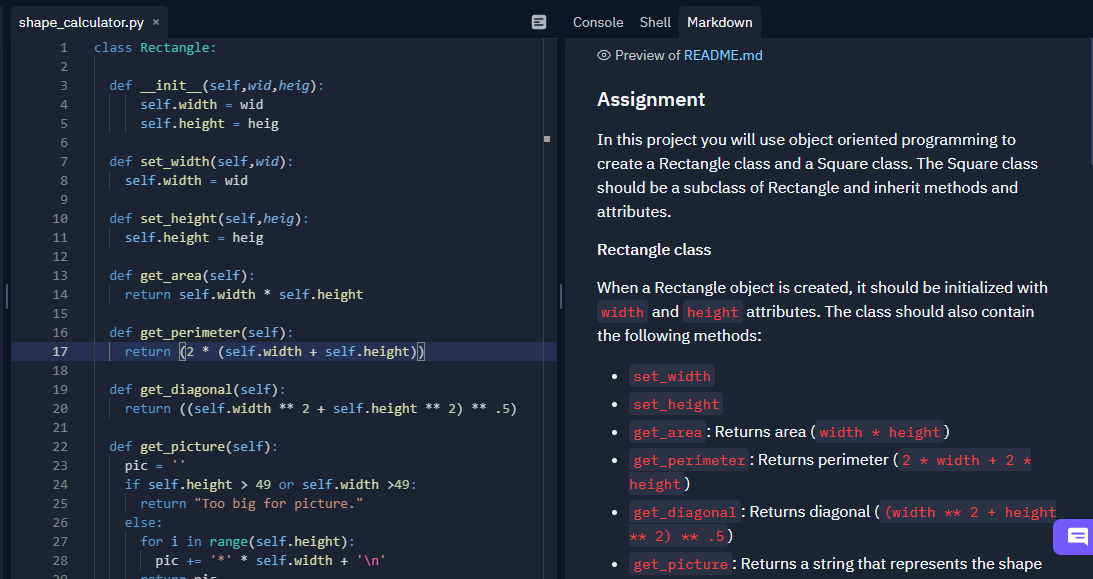 shape_calculator.py ×
1 class Rectangle:
2
3 def __init__(self,wid,heig):
4 self.width = wid
5 self.height = heig
6
7 def set_width(self,wid):
8 self.width = wid
9
10 def set_height(self,heig):
11 self.height = heig
12
13 def get_area(self):
14 return self.width * self.height
15
16 def get_perimeter(self):
17 return (2 * (self.width + self.height))
18
19 def get_diagonal(self):
20 return ((self.width ** 2 + self.height ** 2) ** .5)
21
22 def get_picture(self):
23 pic = ''
24 if self.height > 49 or self.width >49:
25 return "Too big for picture."
26 else:
27 for i in range(self.height):
28 pic += '*' * self.width + '\n'
29 return pic
Console Shell Markdown
Preview of README.md
Assignment
In this project you will use object oriented programming to
create a Rectangle class and a Square class. The Square class
should be a subclass of Rectangle and inherit methods and
attributes.
Rectangle class
When a Rectangle object is created, it should be initialized with
width and height attributes. The class should also contain
the following methods:
• set_width
• set_height
• get_area: Returns area (width * height)
• get_perimeter: Returns perimeter (2 * width + 2 *
height)
• get_diagonal: Returns diagonal ((width ** 2 + height
** 2) ** .5)
• get_picture: Returns a string that represents the shape